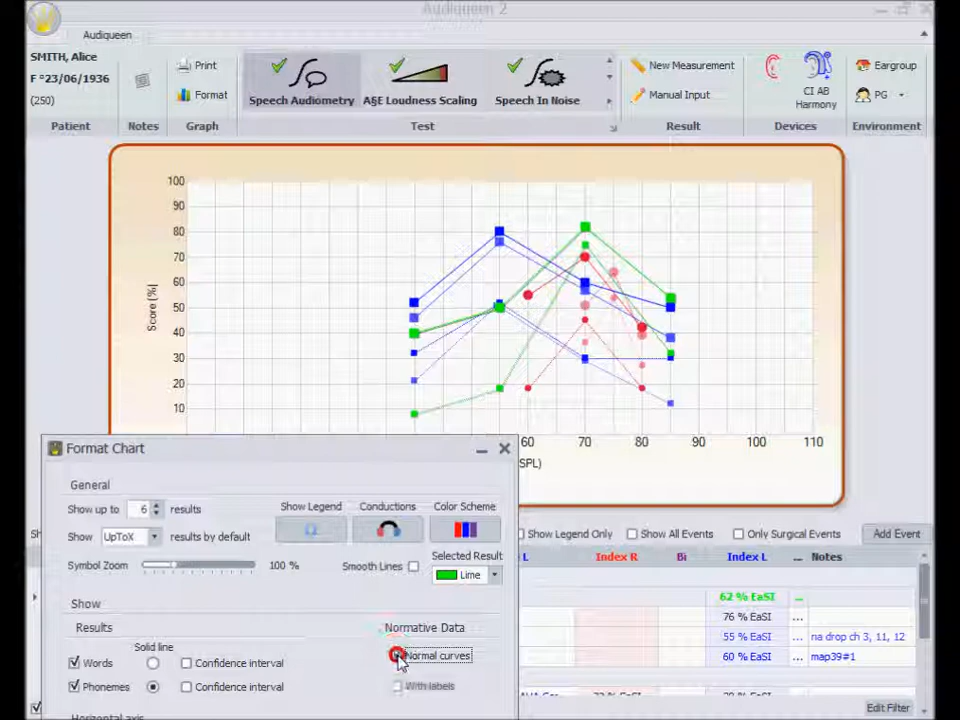 Audiqueen 2
Audiqueen
SMITH, Alice
F °23/06/1936
(250)
Print
Format
Speech Audiometry
A§E Loudness Scaling
Speech In Noise
New Measurement
Manual Input
CI AB
Harmony
Eargroup
PG
Patient
Notes
Graph
Test
Result
Devices
Environment
100
90
80
70
60
50
40
30
20
10
Score (%)
60 70 80 90 100 110
SPL)
Format Chart
General
Show up to 6 results
Show Legend
Conductions
Color Scheme
Show UpToX results by default
Symbol Zoom 100 %
Smooth Lines
Selected Result
Lime
Show
Results
Normative Data
Solid line
Words
Confidence interval
Normal curves
Phonemes
Confidence interval
With labels
Horizontal axis
Show Legend Only
Show All Events
Only Surgical Events
Add Event
L Index R Bi Index L ... Notes
62 % EaSI ...
76 % EaSI ...
55 % EaSI ... na drop ch 3, 11, 12
60 % EaSI ... map39#1
Edit Filter